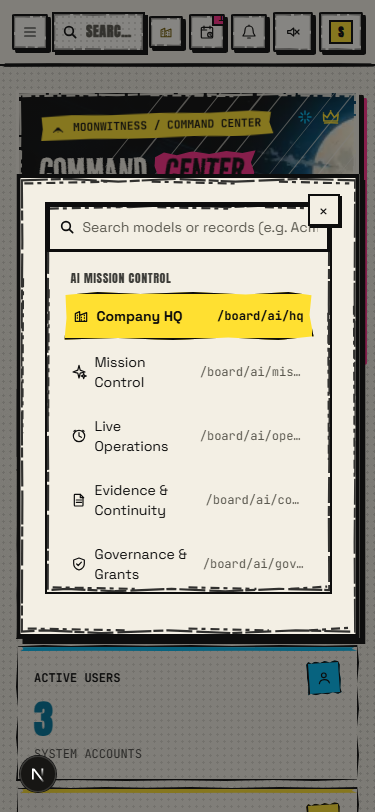 SEARC...
$
MOONWITNESS / COMMAND CENTER
COMMAND CENTER
×
Search models or records (e.g. Acm
AI MISSION CONTROL
Company HQ /board/ai/hq
Mission
Control
/board/ai/mis…
Live
Operations
/board/ai/ope…
Evidence &
Continuity
/board/ai/co…
Governance &
Grants
/board/ai/gov…
ACTIVE USERS
3
SYSTEM ACCOUNTS
N